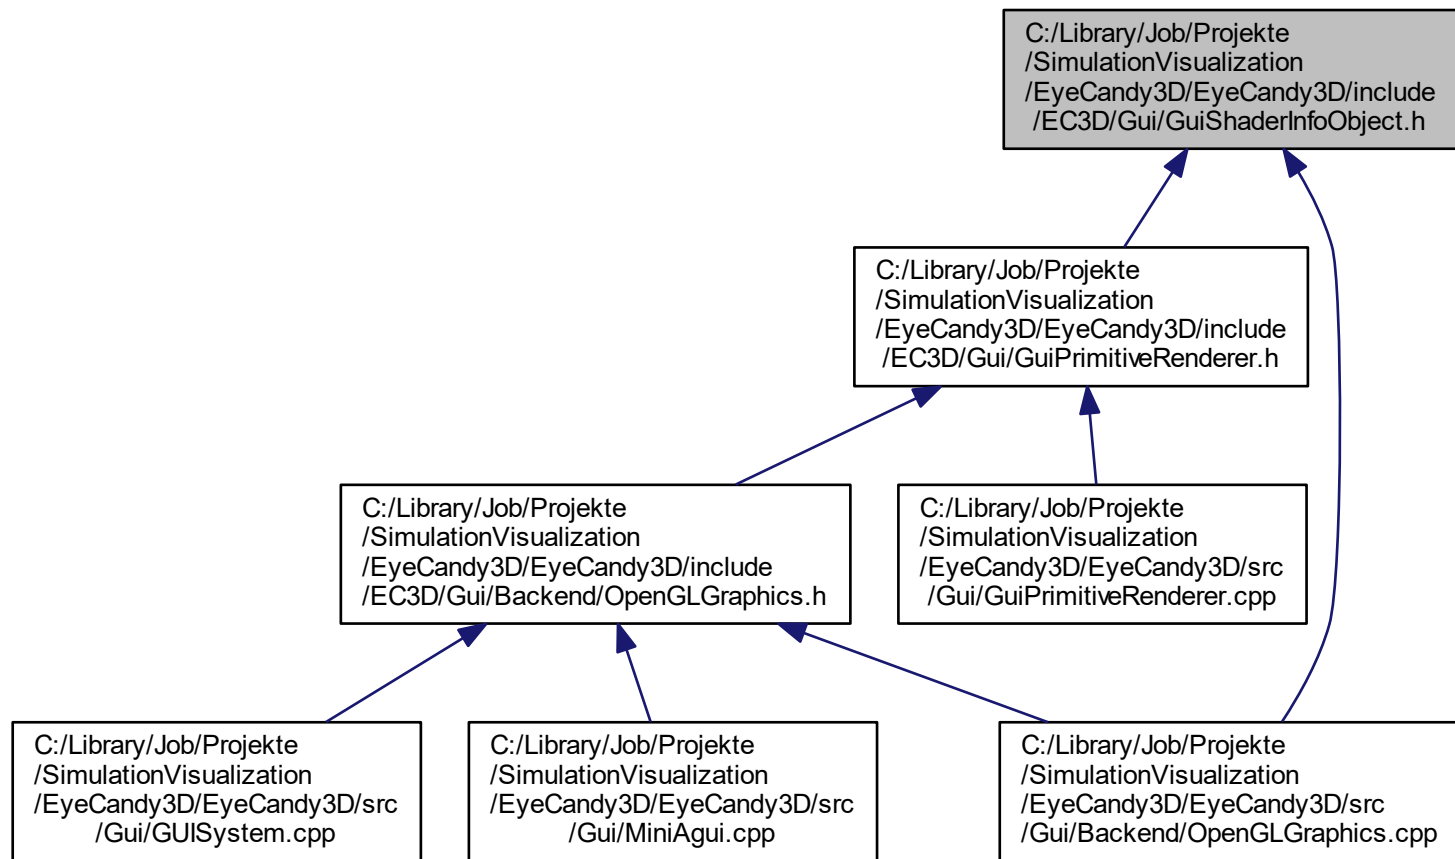 C:/Library/Job/Projekte
/SimulationVisualization
/EyeCandy3D/EyeCandy3D/include
/EC3D/Gui/GuiShaderInfoObject.h
C:/Library/Job/Projekte
/SimulationVisualization
/EyeCandy3D/EyeCandy3D/include
/EC3D/Gui/GuiPrimitiveRenderer.h
C:/Library/Job/Projekte
/SimulationVisualization
/EyeCandy3D/EyeCandy3D/include
/EC3D/Gui/Backend/OpenGLGraphics.h
C:/Library/Job/Projekte
/SimulationVisualization
/EyeCandy3D/EyeCandy3D/src
/Gui/GuiPrimitiveRenderer.cpp
C:/Library/Job/Projekte
/SimulationVisualization
/EyeCandy3D/EyeCandy3D/src
/Gui/GUISystem.cpp
C:/Library/Job/Projekte
/SimulationVisualization
/EyeCandy3D/EyeCandy3D/src
/Gui/MiniAgui.cpp
C:/Library/Job/Projekte
/SimulationVisualization
/EyeCandy3D/EyeCandy3D/src
/Gui/Backend/OpenGLGraphics.cpp